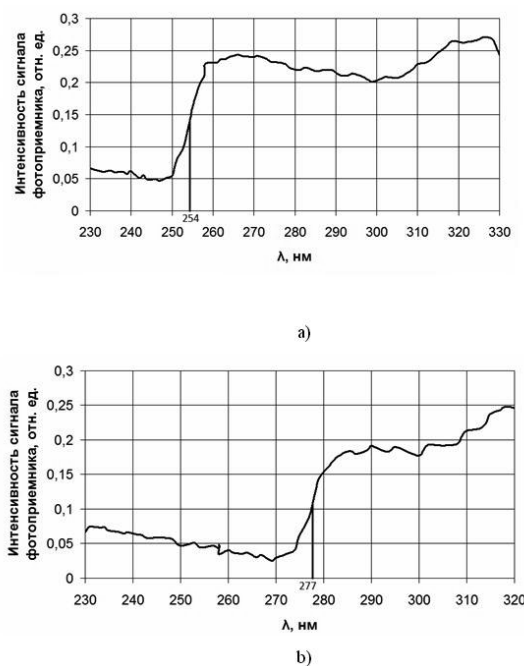 Интенсивность сигнала
фотоприемника, отн. ед.
0,3
0,25
0,2
0,15
0,1
0,05
0
254
230 240 250 260 270 280 290 300 310 320 330
λ, нм
a)
Интенсивность сигнала
фотоприемника, отн. ед.
0,3
0,25
0,2
0,15
0,1
0,05
0
277
230 240 250 260 270 280 290 300 310 320
λ, нм
b)